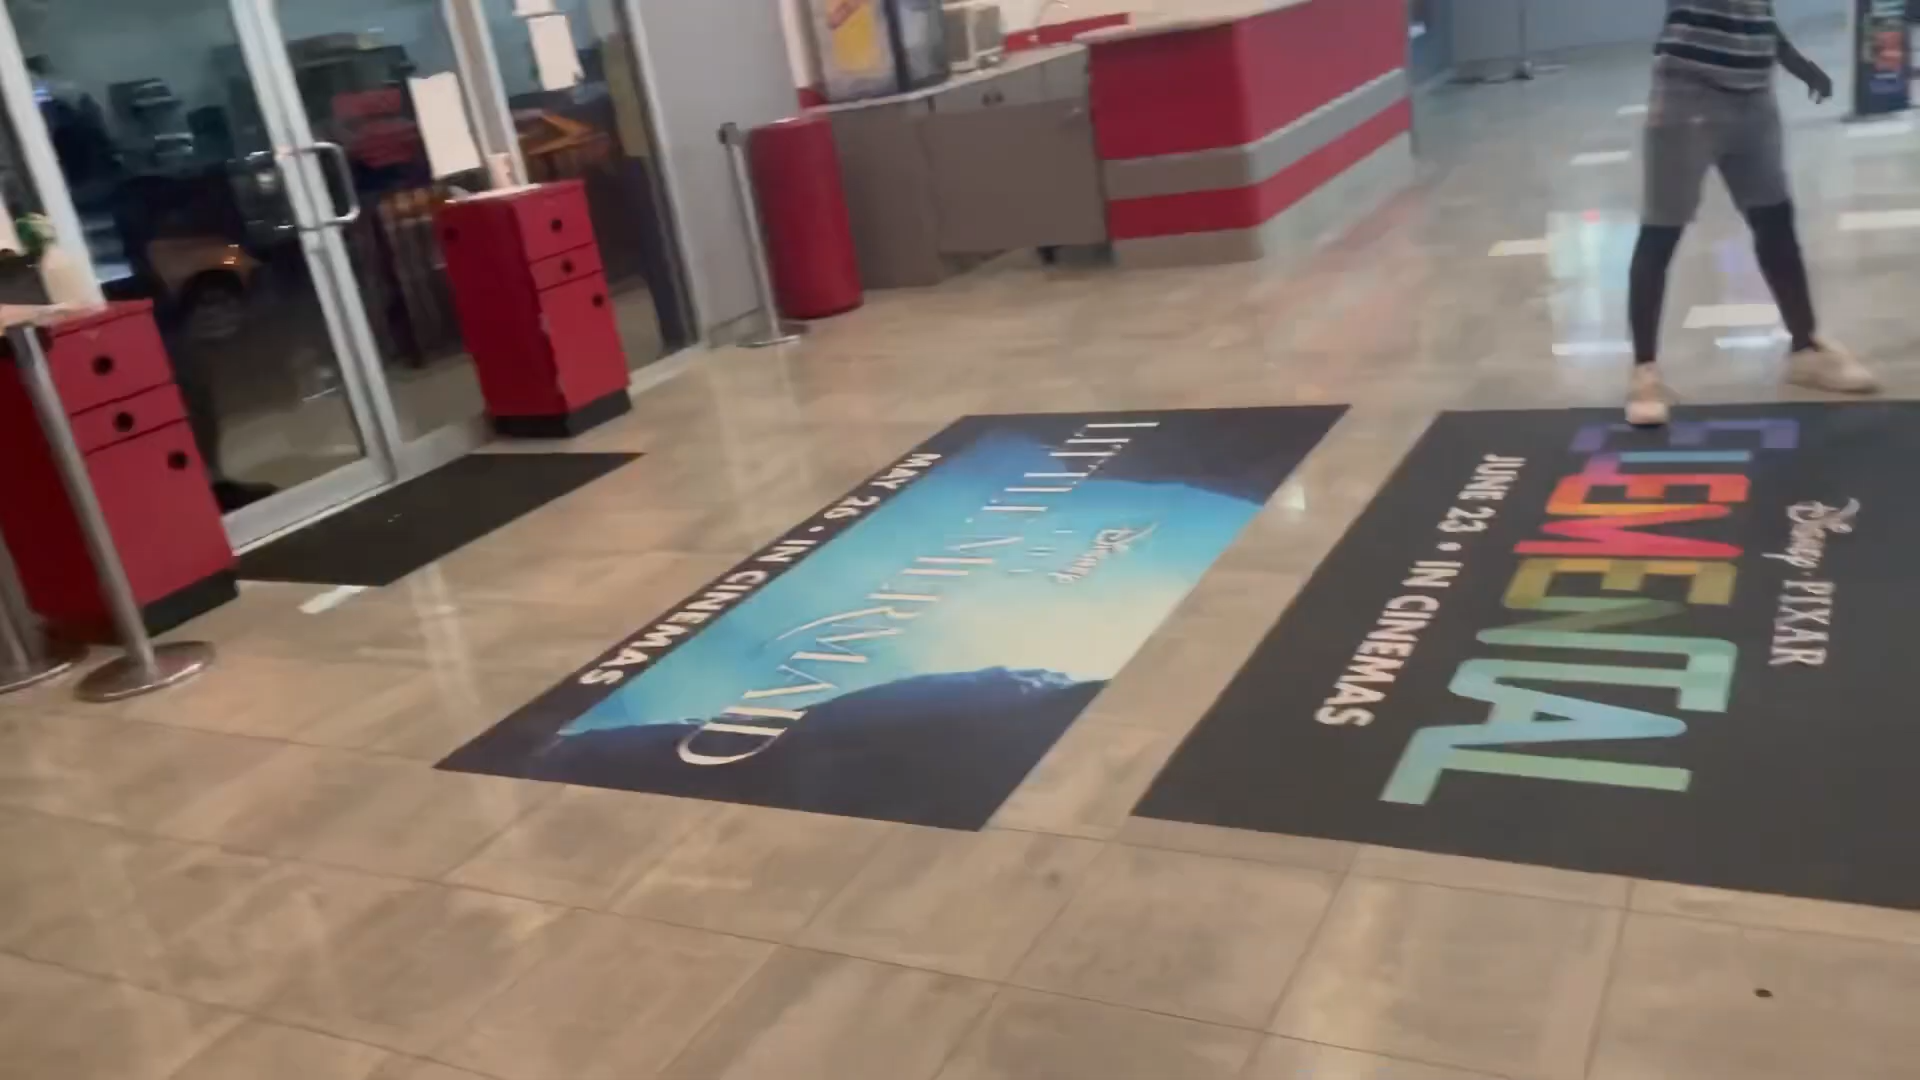 Disney
THE
LITTLE MERMAID
MAY 26 • IN CINEMAS
Disney • PIXAR
ELEMENTAL
JUNE 23 • IN CINEMAS